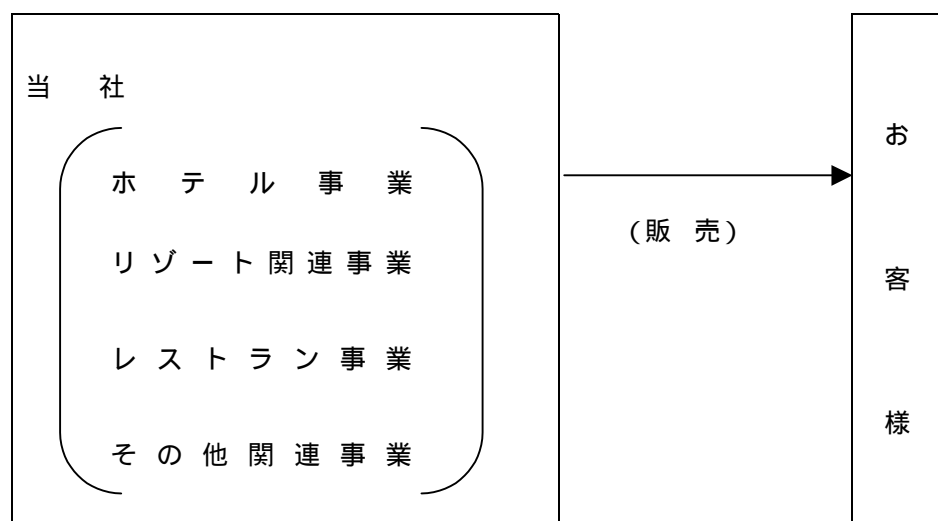 当社
ホテル事業
リゾート関連事業
レストラン事業
その他関連事業
(販売)
お客様